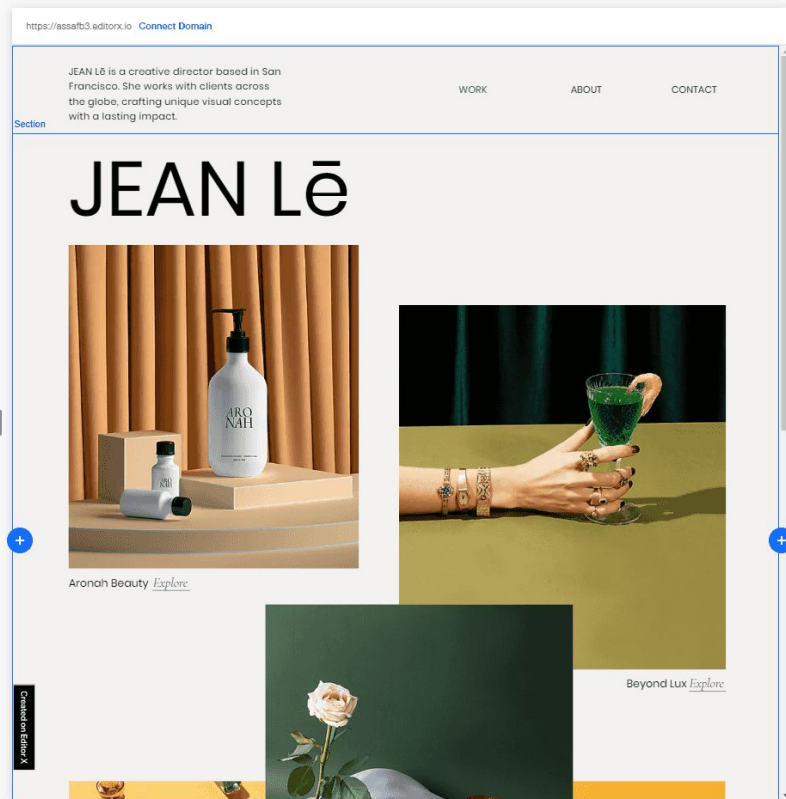 https://assafb3.editorx.io Connect Domain
JEAN Lē is a creative director based in San
Francisco. She works with clients across
the globe, crafting unique visual concepts
with a lasting impact.
WORK ABOUT CONTACT
Section
JEAN Lē
ARO
NAH
ARO
NAH
Aronah Beauty Explore
Beyond Lux Explore
Created on Editor X